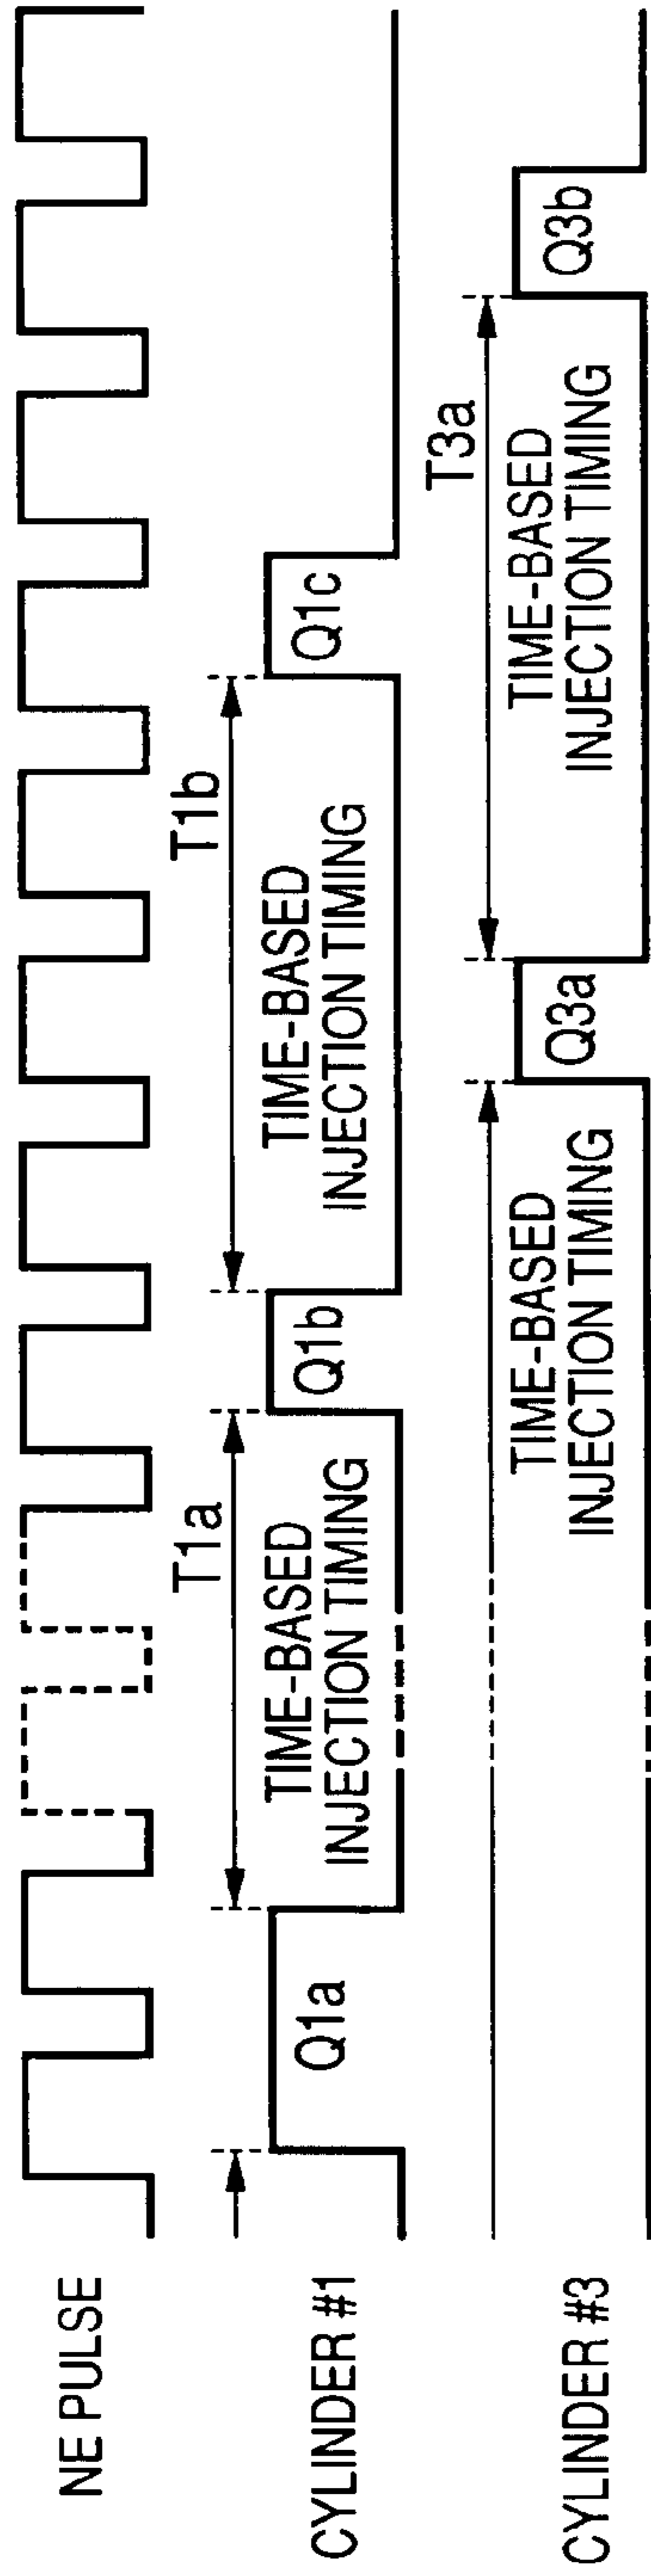 NE PULSE
CYLINDER #1
Q1a
T1a
TIME-BASED
INJECTION TIMING
Q1b
T1b
TIME-BASED
INJECTION TIMING
Q1c
CYLINDER #3
TIME-BASED
INJECTION TIMING
Q3a
T3a
TIME-BASED
INJECTION TIMING
Q3b